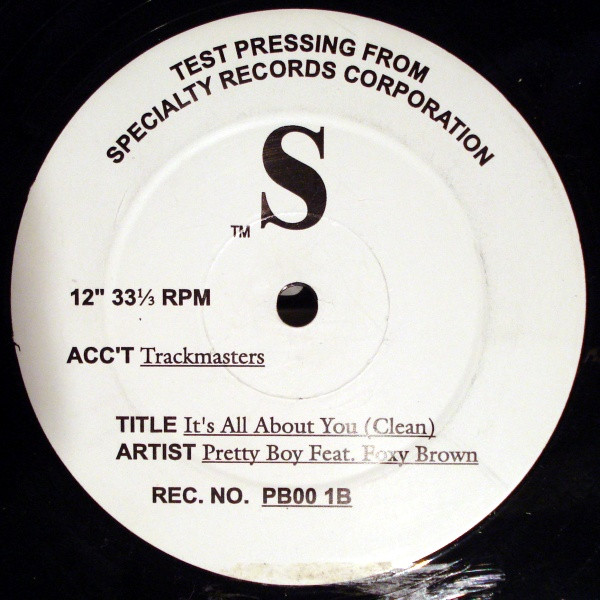 TEST PRESSING FROM
SPECIALTY RECORDS CORPORATION
S
TM
12" 33⅓ RPM
ACC'T Trackmasters
TITLE It's All About You (Clean)
ARTIST Pretty Boy Feat. Foxy Brown
REC. NO. PB00 1B